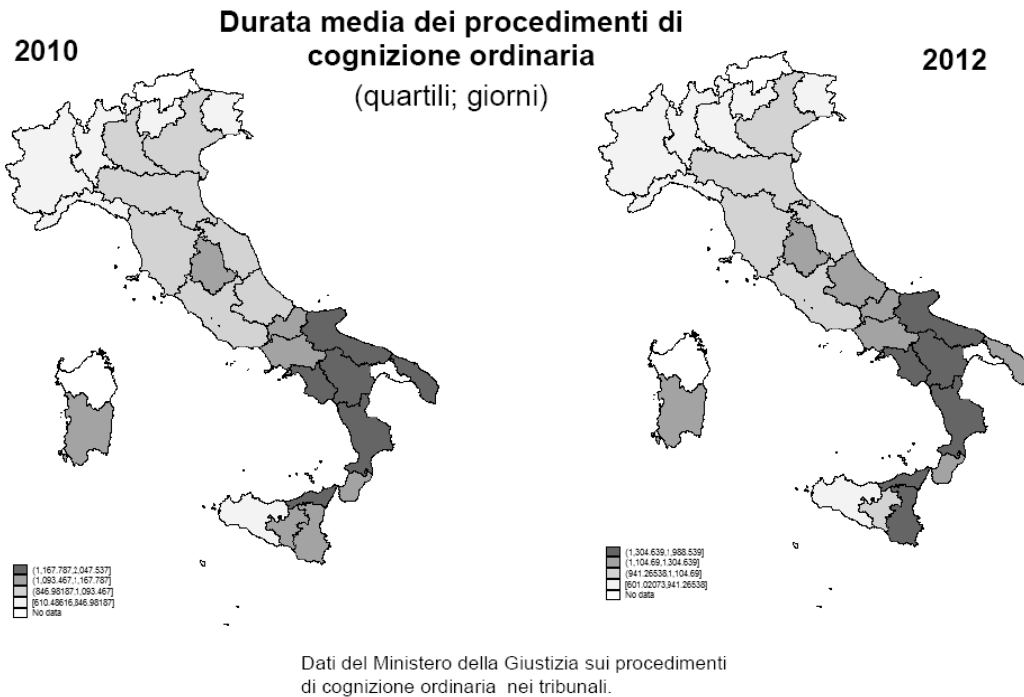 Durata media dei procedimenti di
cognizione ordinaria
(quartili; giorni)
2010
2012
(1,167.787,2,047.537]
(1,093.467,1,167.787]
(846.98187,1,093.467]
[610.48616,846.98187]
No data
(1,304.639,1,988.539]
(1,104.69,1,304.639]
(941.26538,1,104.69]
[601.02073,941.26538]
No data
Dati del Ministero della Giustizia sui procedimenti
di cognizione ordinaria nei tribunali.